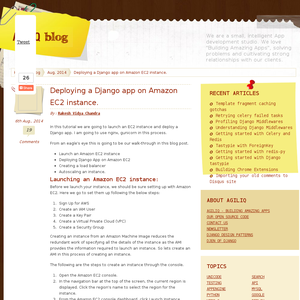 blog
Tweet
26
We are a small, intelligent App
development studio. We love
"Building Amazing Apps", solving
problems and cultivating strong
relationships with our clients
Aug, 2014
Deploying a Django app on Amazon EC2 instance.
Deploying a Django app on Amazon
EC2 instance.
By : Rakesh Vidya Chandra
6th Aug, 2014
18
Comments
In this tutorial we are going to launch an EC2 instance and deploy a
Django app. I am going to use nginx, gunicorn in this process.
From an eagle's eye this is going to be our walk through in this blog post.
Launch an Amazon EC2 instance
Deploying Django App on Amazon EC2
Creating a load balancer
Autoscaling an instance.
Launching an Amazon EC2 instance:
Before we launch our instance, we should be sure setting up with Amazon
EC2. Here we go to set them up following the below steps:
1. Sign Up for AWS
2. Create an IAM User
3. Create a Key Pair
4. Create a Virtual Private Cloud (VPC)
5. Create a Security Group
Creating an instance from an Amazon Machine Image reduces the
redundant work of specifying all the details of the instance as the AMI
provides the information required to launch an instance. So let's create an
AMI in this process of creating an instance.
The following are the steps to create an instance through the console.
1. Open the Amazon EC2 console.
2. In the navigation bar at the top of the screen, the current region is
displayed. Click the region's name to select the region for the
instance.
3. From the Amazon EC2 console dashboard, click Launch Instance.
RECENT ARTICLES
Template fragment caching
gotchas
Retrying celery failed tasks
Profiling Django Middlewares
Understanding Django Middlewares
Getting started with Celery and
Redis
Tastypie with ForeignKey
Getting started with redis-py
Getting started with Django
tastypie
Building Chrome Extensions
Importing your old comments to
Disqus site
ABOUT AGILIQ
AGILIQ - BUILDING AMAZING APPS
OUR OPEN SOURCE CODE
CONTACT US
NEWSLETTER
DJANGO DESIGN PATTERNS
DJEN OF DJANGO
TOPICS
UNICODE
SEARCH
TESTING
API
APPENGINE
MYSQL
PYTHON
GOOGLE